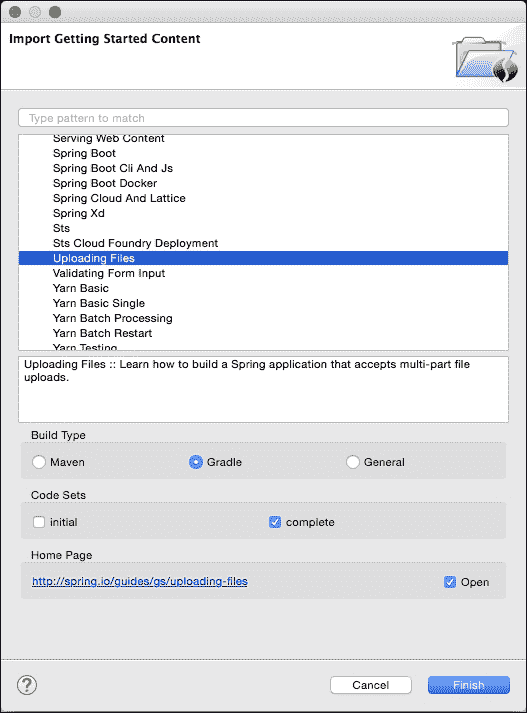 Import Getting Started Content
Type pattern to match
Serving Web Content
Spring Boot
Spring Boot Cli And Js
Spring Boot Docker
Spring Cloud And Lattice
Spring Xd
Sts
Sts Cloud Foundry Deployment
Uploading Files
Validating Form Input
Yarn Basic
Yarn Basic Single
Yarn Batch Processing
Yarn Batch Restart
Yarn Testing
Uploading Files :: Learn how to build a Spring application that accepts multi-part file
uploads.
Build Type
Maven Gradle General
Code Sets
initial complete
Home Page
http://spring.io/guides/gs/uploading-files Open
? Cancel Finish